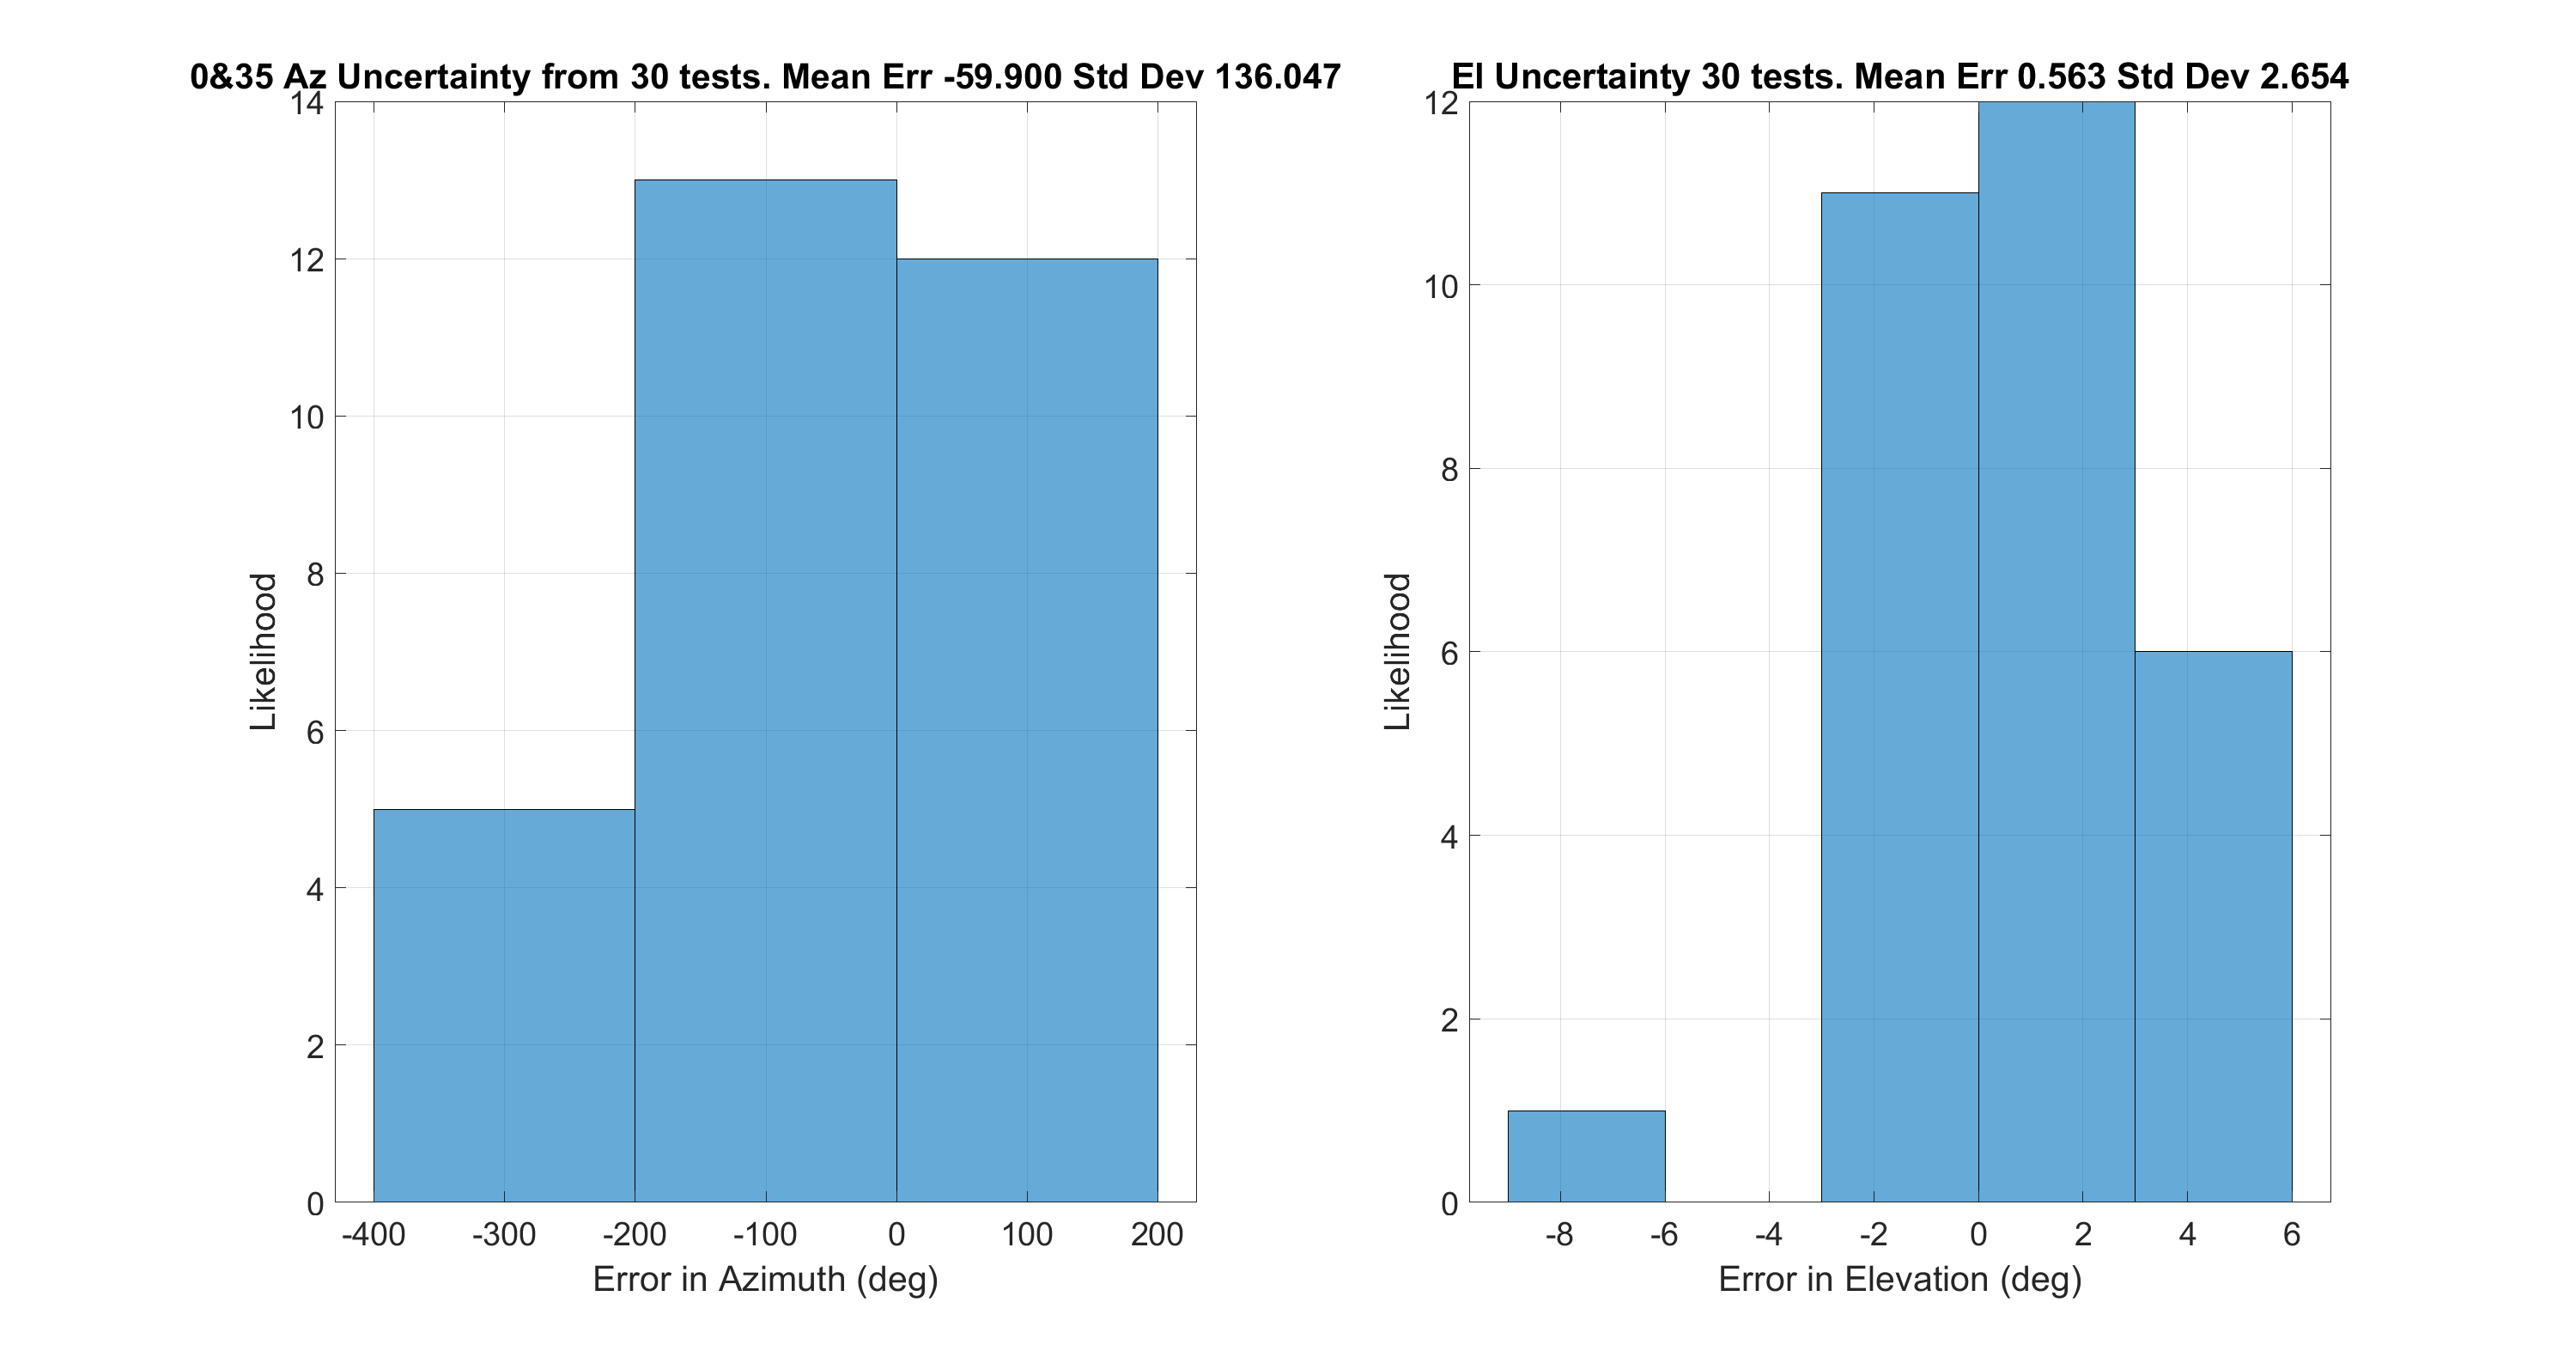 0&35 Az Uncertainty from 30 tests. Mean Err -59.900 Std Dev 136.047
14
12
10
8
6
4
2
0
Likelihood
-400 -300 -200 -100 0 100 200
Error in Azimuth (deg)
El Uncertainty 30 tests. Mean Err 0.563 Std Dev 2.654
12
10
8
6
4
2
0
Likelihood
-8 -6 -4 -2 0 2 4 6
Error in Elevation (deg)